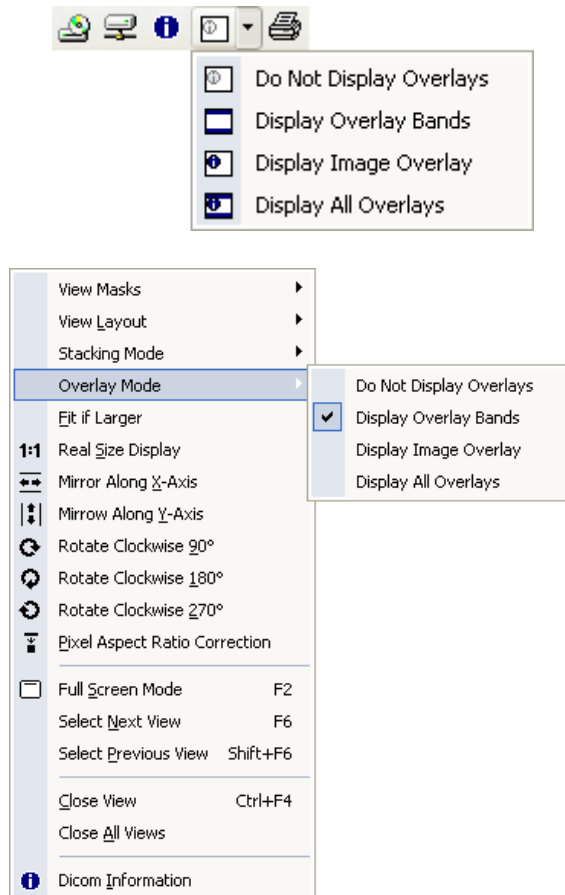 Do Not Display Overlays
Display Overlay Bands
Display Image Overlay
Display All Overlays
View Masks
View Layout
Stacking Mode
Overlay Mode
Do Not Display Overlays
Display Overlay Bands
Display Image Overlay
Display All Overlays
Fit if Larger
1:1 Real Size Display
Mirror Along X-Axis
Mirrow Along Y-Axis
Rotate Clockwise 90°
Rotate Clockwise 180°
Rotate Clockwise 270°
Pixel Aspect Ratio Correction
Full Screen Mode F2
Select Next View F6
Select Previous View Shift+F6
Close View Ctrl+F4
Close All Views
Dicom Information